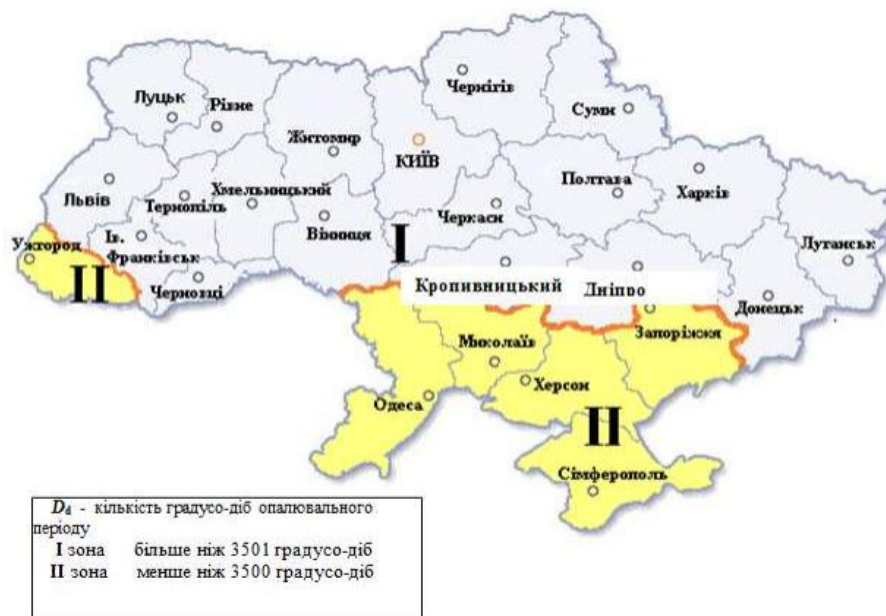 Чернігів
Луцьк
Рівне
Суми
Житомир
КИЇВ
Львів
Тернопіль
Хмельницький
Полтава
Харків
Черкаси
Вінниця
I
Ужгород
Ів.
Франківськ
Луганськ
II
Черновці
Кропивницький
Дніпро
Донецьк
Запоріжжя
Миколаїв
Херсон
Одеса
II
Сімферополь
Dd - кількість градусо-діб опалювального
періоду
I зона більше ніж 3501 градусо-діб
II зона менше ніж 3500 градусо-діб